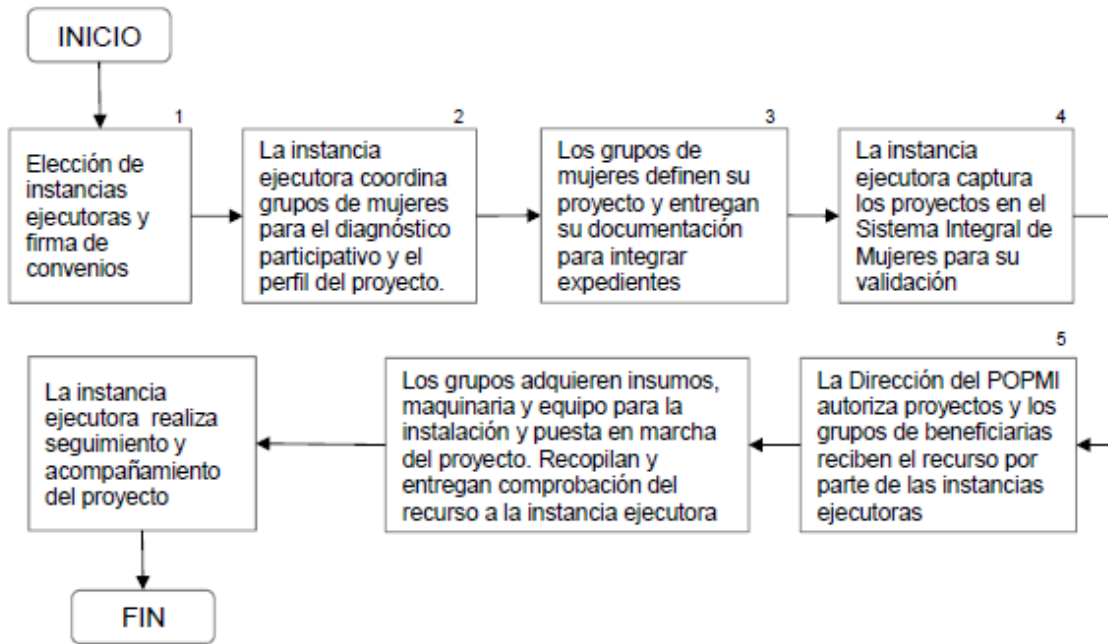 INICIO
1
Elección de
instancias
ejecutoras y
firma de
convenios
2
La instancia
ejecutora coordina
grupos de mujeres
para el diagnóstico
participativo y el
perfil del proyecto.
3
Los grupos de
mujeres definen su
proyecto y entregan
su documentación
para integrar
expedientes
4
La instancia
ejecutora captura
los proyectos en el
Sistema Integral de
Mujeres para su
validación
5
La Dirección del POPMI
autoriza proyectos y los
grupos de beneficiarias
reciben el recurso por
parte de las instancias
ejecutoras
Los grupos adquieren insumos,
maquinaria y equipo para la
instalación y puesta en marcha
del proyecto. Recopilan y
entregan comprobación del
recurso a la instancia ejecutora
La instancia
ejecutora realiza
seguimiento y
acompañamiento
del proyecto
FIN